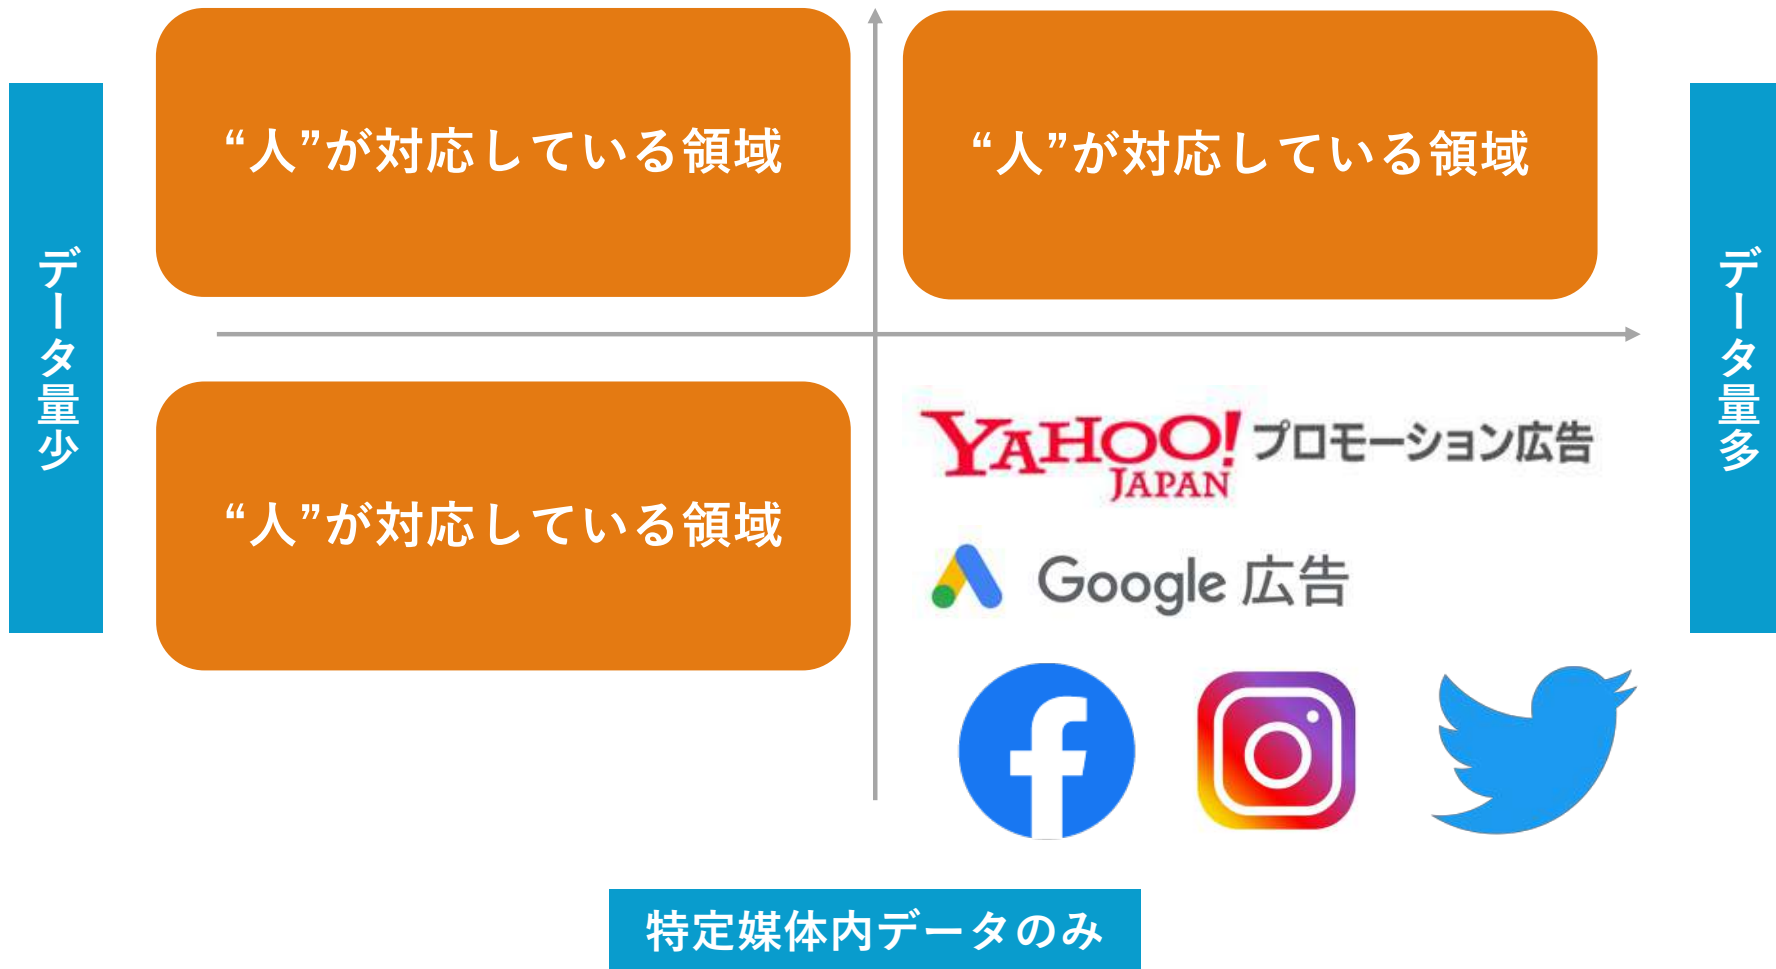 “人”が対応している領域
“人”が対応している領域
データ量少
データ量多
“人”が対応している領域
YAHOO! プロモーション広告
JAPAN
Google 広告
特定媒体内データのみ